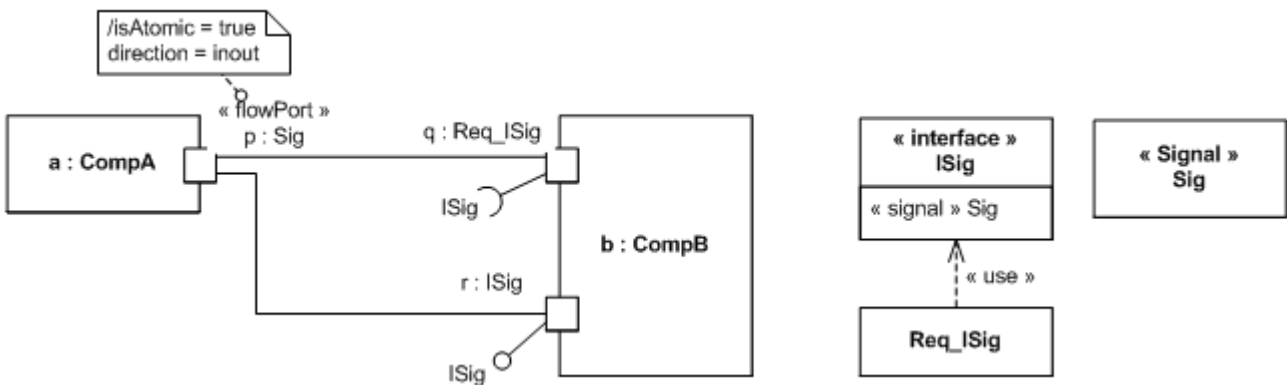 /isAtomic = true
direction = inout
« flowPort »
p : Sig
q : Req_ISig
a : CompA
ISig
b : CompB
r : ISig
ISig
« interface »
ISig
« signal » Sig
« use »
Req_ISig
« Signal »
Sig